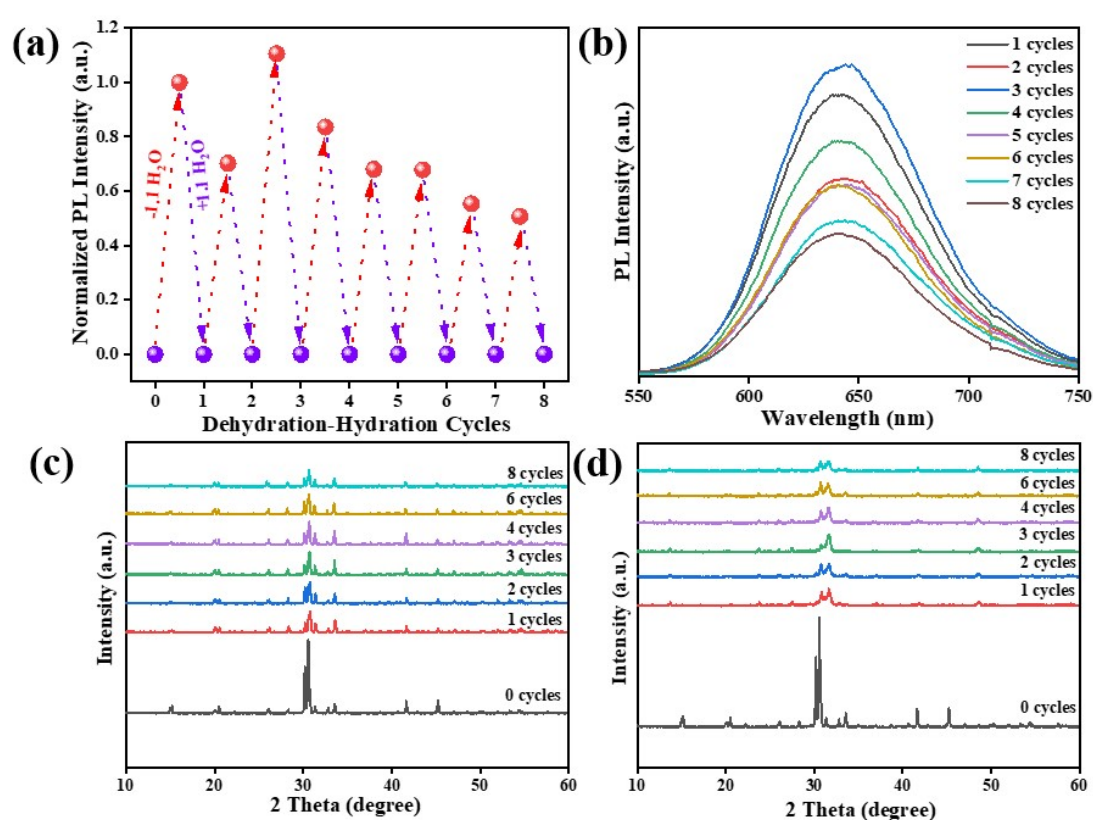 (a)
Normalized PL Intensity (a.u.)
1.2
1.0
0.8
0.6
0.4
0.2
0.0
-1.1 H2O
+1.1 H2O
0 1 2 3 4 5 6 7 8
Dehydration-Hydration Cycles
(b)
PL Intensity (a.u.)
1 cycles
2 cycles
3 cycles
4 cycles
5 cycles
6 cycles
7 cycles
8 cycles
550 600 650 700 750
Wavelength (nm)
(c)
Intensity (a.u.)
8 cycles
6 cycles
4 cycles
3 cycles
2 cycles
1 cycles
0 cycles
10 20 30 40 50 60
2 Theta (degree)
(d)
Intensity (a.u.)
8 cycles
6 cycles
4 cycles
3 cycles
2 cycles
1 cycles
0 cycles
10 20 30 40 50 60
2 Theta (degree)